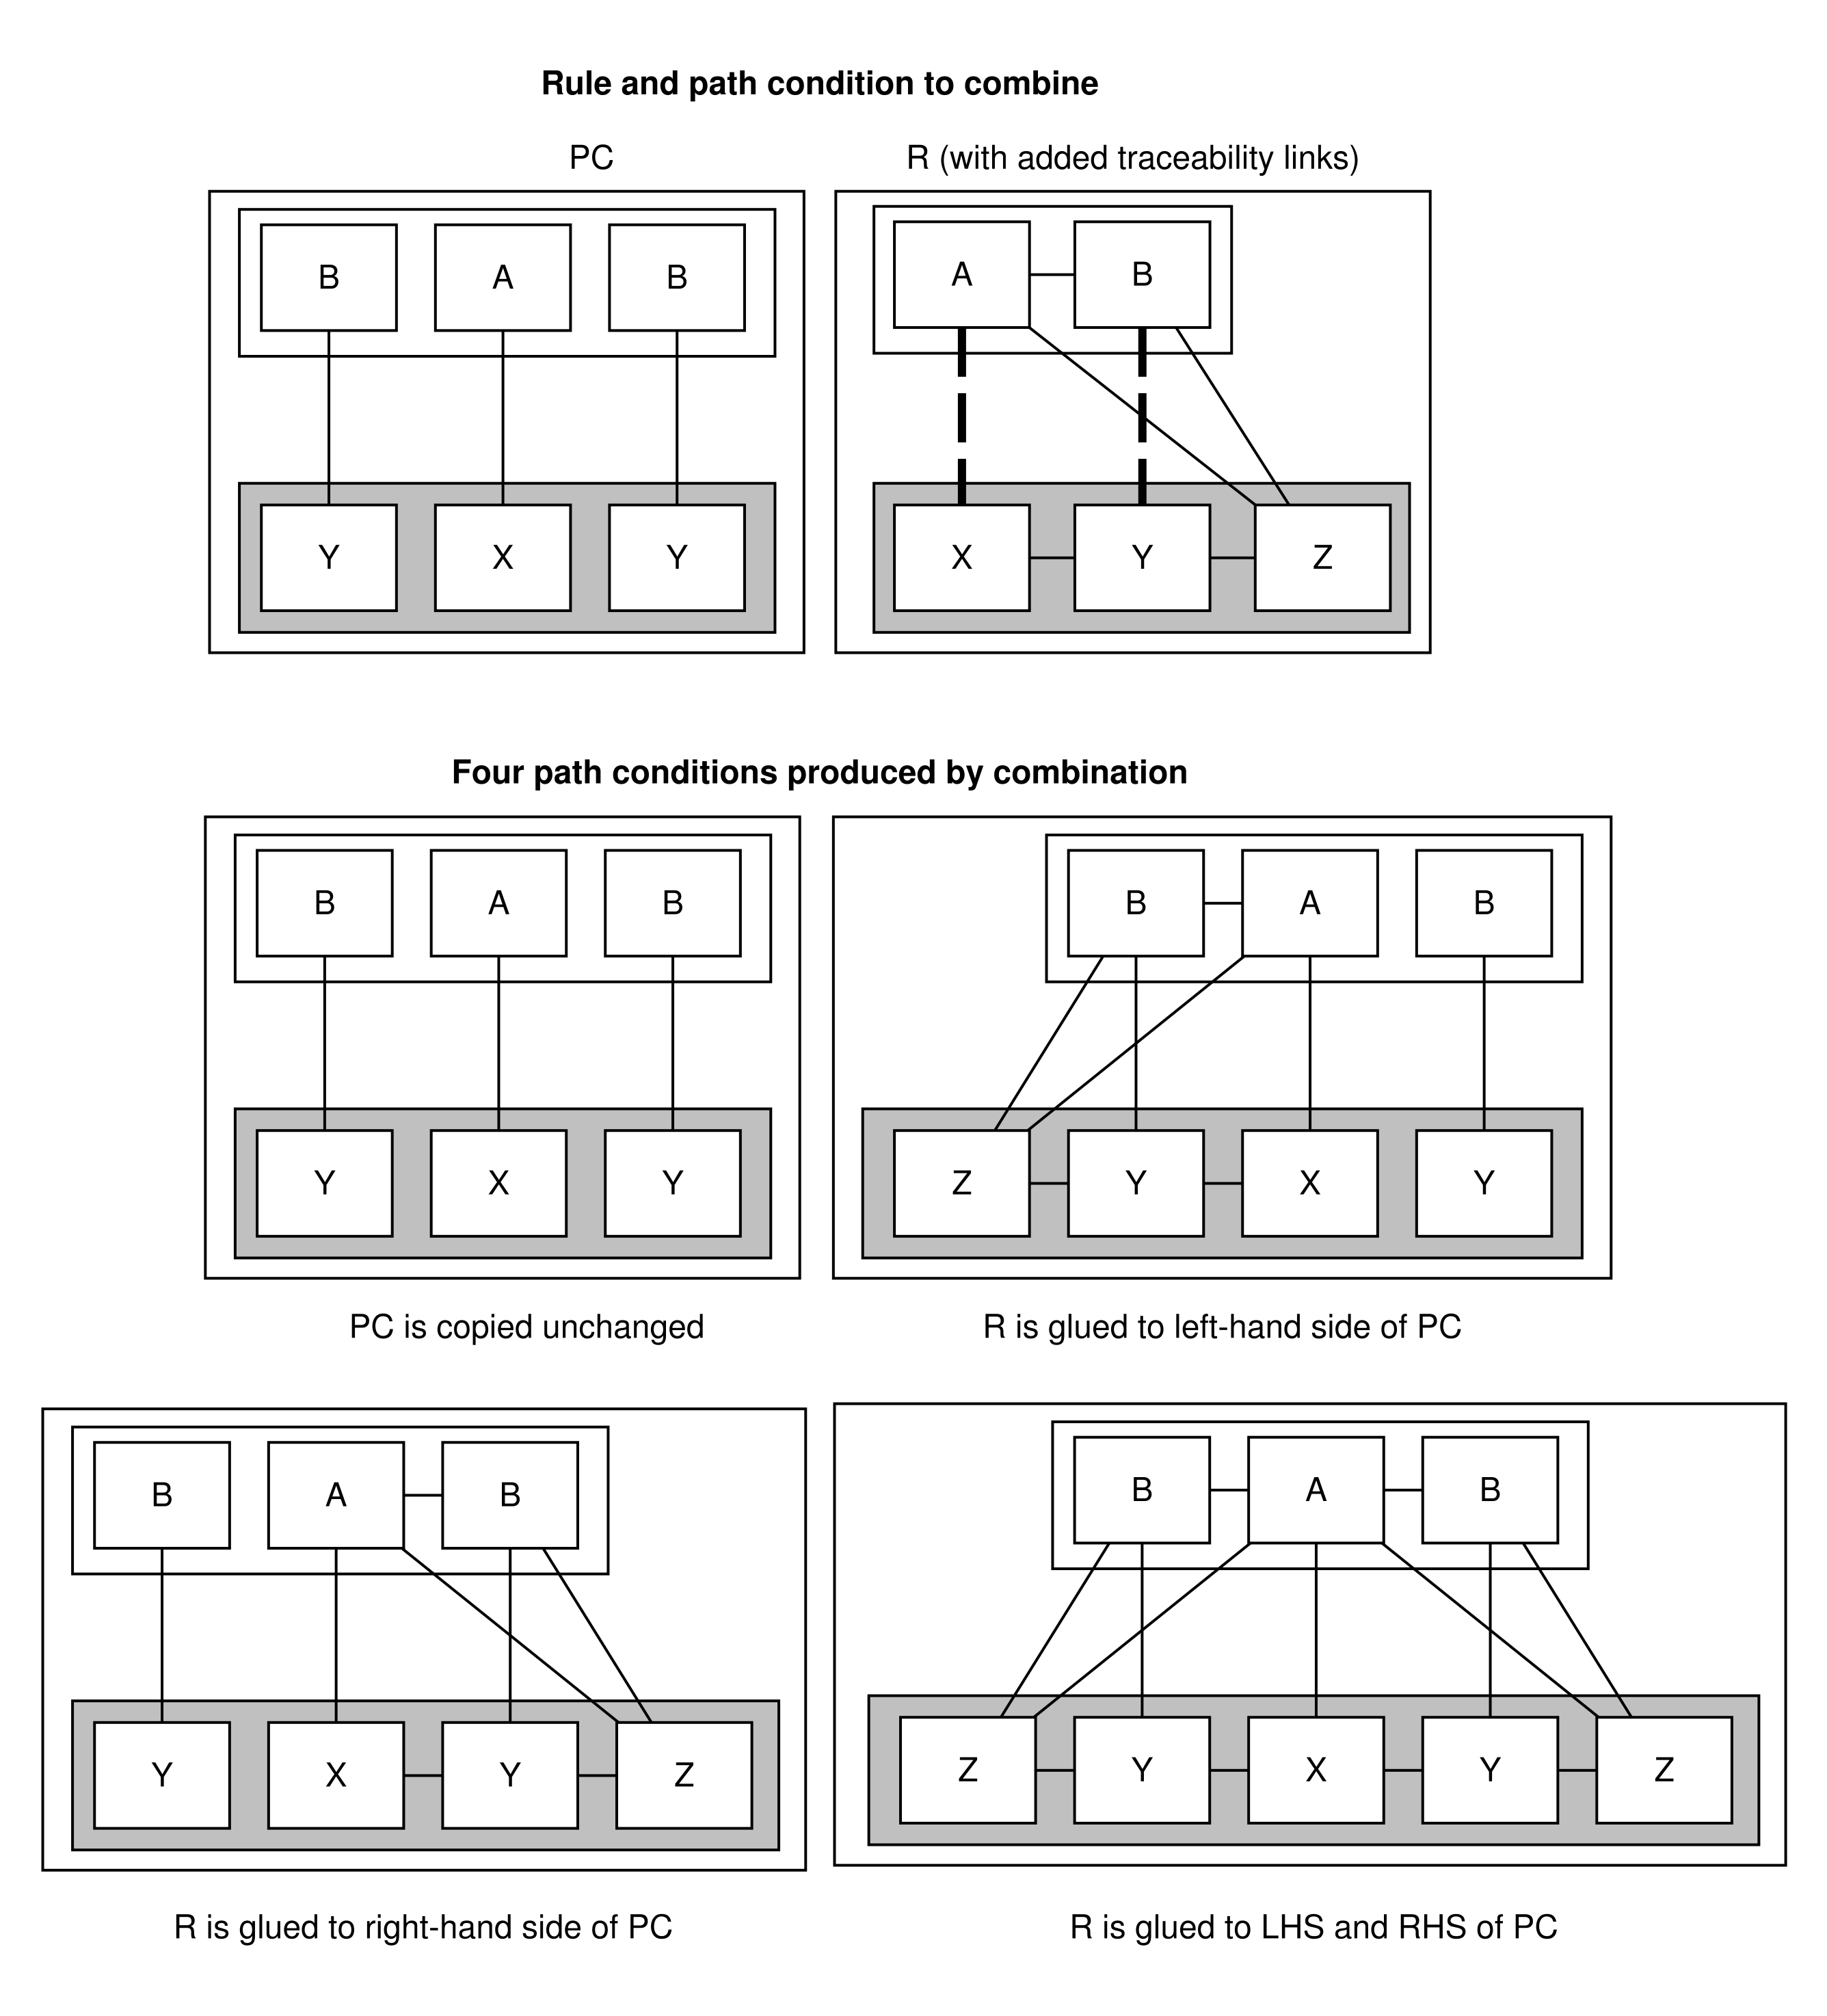 Rule and path condition to combine
PC
R (with added traceability links)
B A B
Y X Y
A B
X Y Z
Four path conditions produced by combination
B A B
Y X Y
PC is copied unchanged
B A B
Z Y X Y
R is glued to left-hand side of PC
B A B
Y X Y Z
R is glued to right-hand side of PC
B A B
Z Y X Y Z
R is glued to LHS and RHS of PC